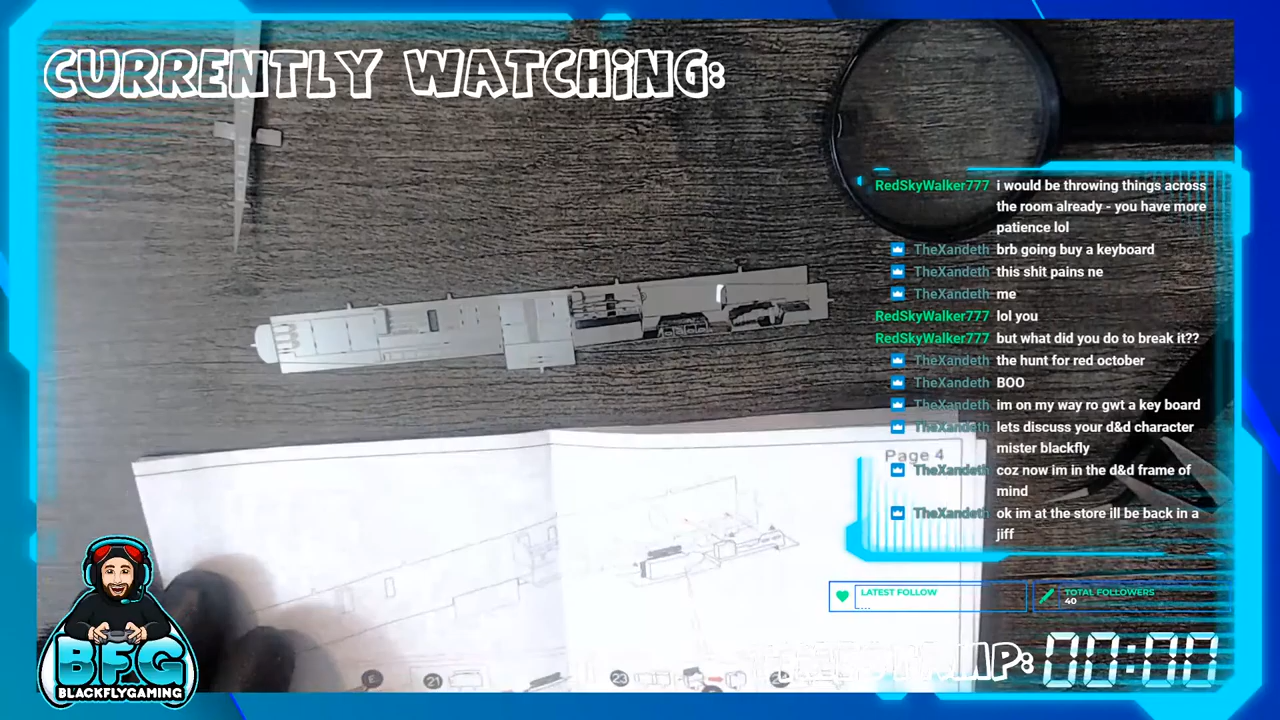 CURRENTLY WATCHING:
RedSkyWalker777 i would be throwing things across
the room already - you have more
patience lol
TheXandeth brb going buy a keyboard
TheXandeth this shit pains ne
TheXandeth me
RedSkyWalker777 lol you
RedSkyWalker777 but what did you do to break it??
TheXandeth the hunt for red october
TheXandeth BOO
TheXandeth im on my way ro gwt a key board
TheXandeth lets discuss your d&d character
mister blackfly
TheXandeth coz now im in the d&d frame of
mind
TheXandeth ok im at the store ill be back in a
jiff
Page 4
LATEST FOLLOW
....
TOTAL FOLLOWERS
40
E
21
23
00:00
BFG
BLACKFLYGAMING